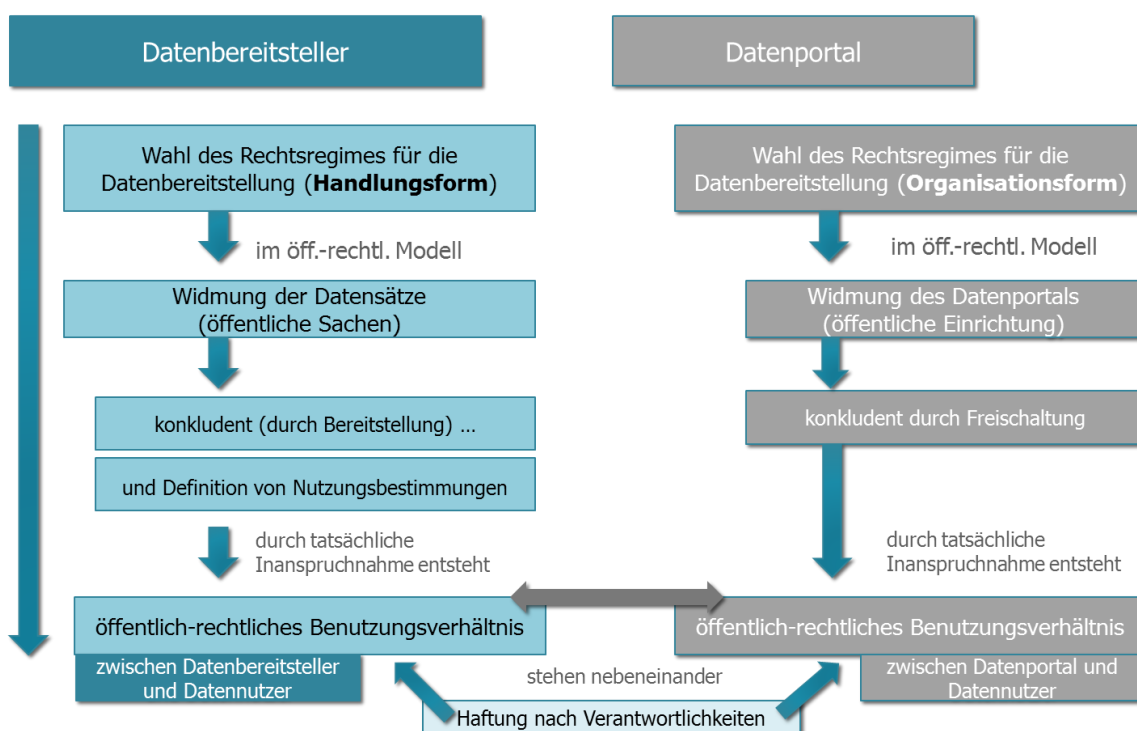 Datenbereitsteller
Datenportal
Wahl des Rechtsregimes für die
Datenbereitstellung (Handlungsform)
im öff.-rechtl. Modell
Widmung der Datensätze
(öffentliche Sachen)
konkludent (durch Bereitstellung) ...
und Definition von Nutzungsbestimmungen
durch tatsächliche
Inanspruchnahme entsteht
öffentlich-rechtliches Benutzungsverhältnis
zwischen Datenbereitsteller
und Datennutzer
Wahl des Rechtsregimes für die
Datenbereitstellung (Organisationsform)
im öff.-rechtl. Modell
Widmung des Datenportals
(öffentliche Einrichtung)
konkludent durch Freischaltung
durch tatsächliche
Inanspruchnahme entsteht
öffentlich-rechtliches Benutzungsverhältnis
zwischen Datenportal und
Datennutzer
stehen nebeneinander
Haftung nach Verantwortlichkeiten